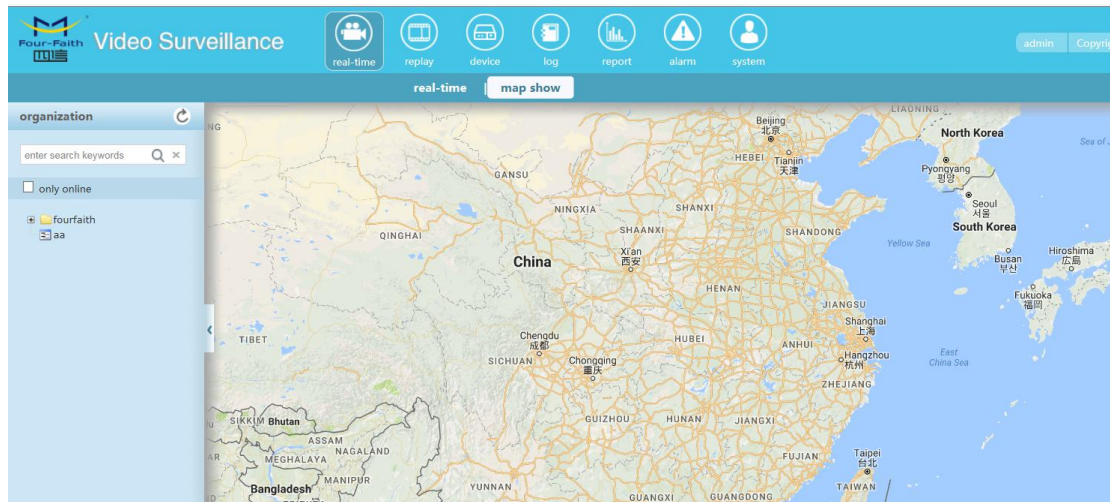 Four-Faith
四信
Video Surveillance
real-time
replay
device
log
report
alarm
system
admin
real-time | map show
organization
enter search keywords
only online
fourfaith
aa
LIAONING
Beijing
北京
North Korea
NG
HEBEI
Tianjin
天津
Pyongyang
평양
GANSU
Seoul
서울
NINGXIA
SHANXI
South Korea
QINGHAI
SHAANXI
SHANDONG
Yellow Sea
Xi'an
西安
China
Busan
부산
Hiroshima
広島
HENAN
JIANGSU
Fukuoka
福岡
Shanghai
上海
TIBET
Chengdu
成都
HUBEI
ANHUI
East
China Sea
SICHUAN
Chongqing
重庆
Hangzhou
杭州
ZHEJIANG
SIKKIM
Bhutan
GUIZHOU
HUNAN
JIANGXI
ASSAM
NAGALAND
MEGHALAYA
FUJIAN
Taipei
台北
MANIPUR
Bangladesh
YUNNAN
GUANGXI
GUANGDONG
TAIWAN